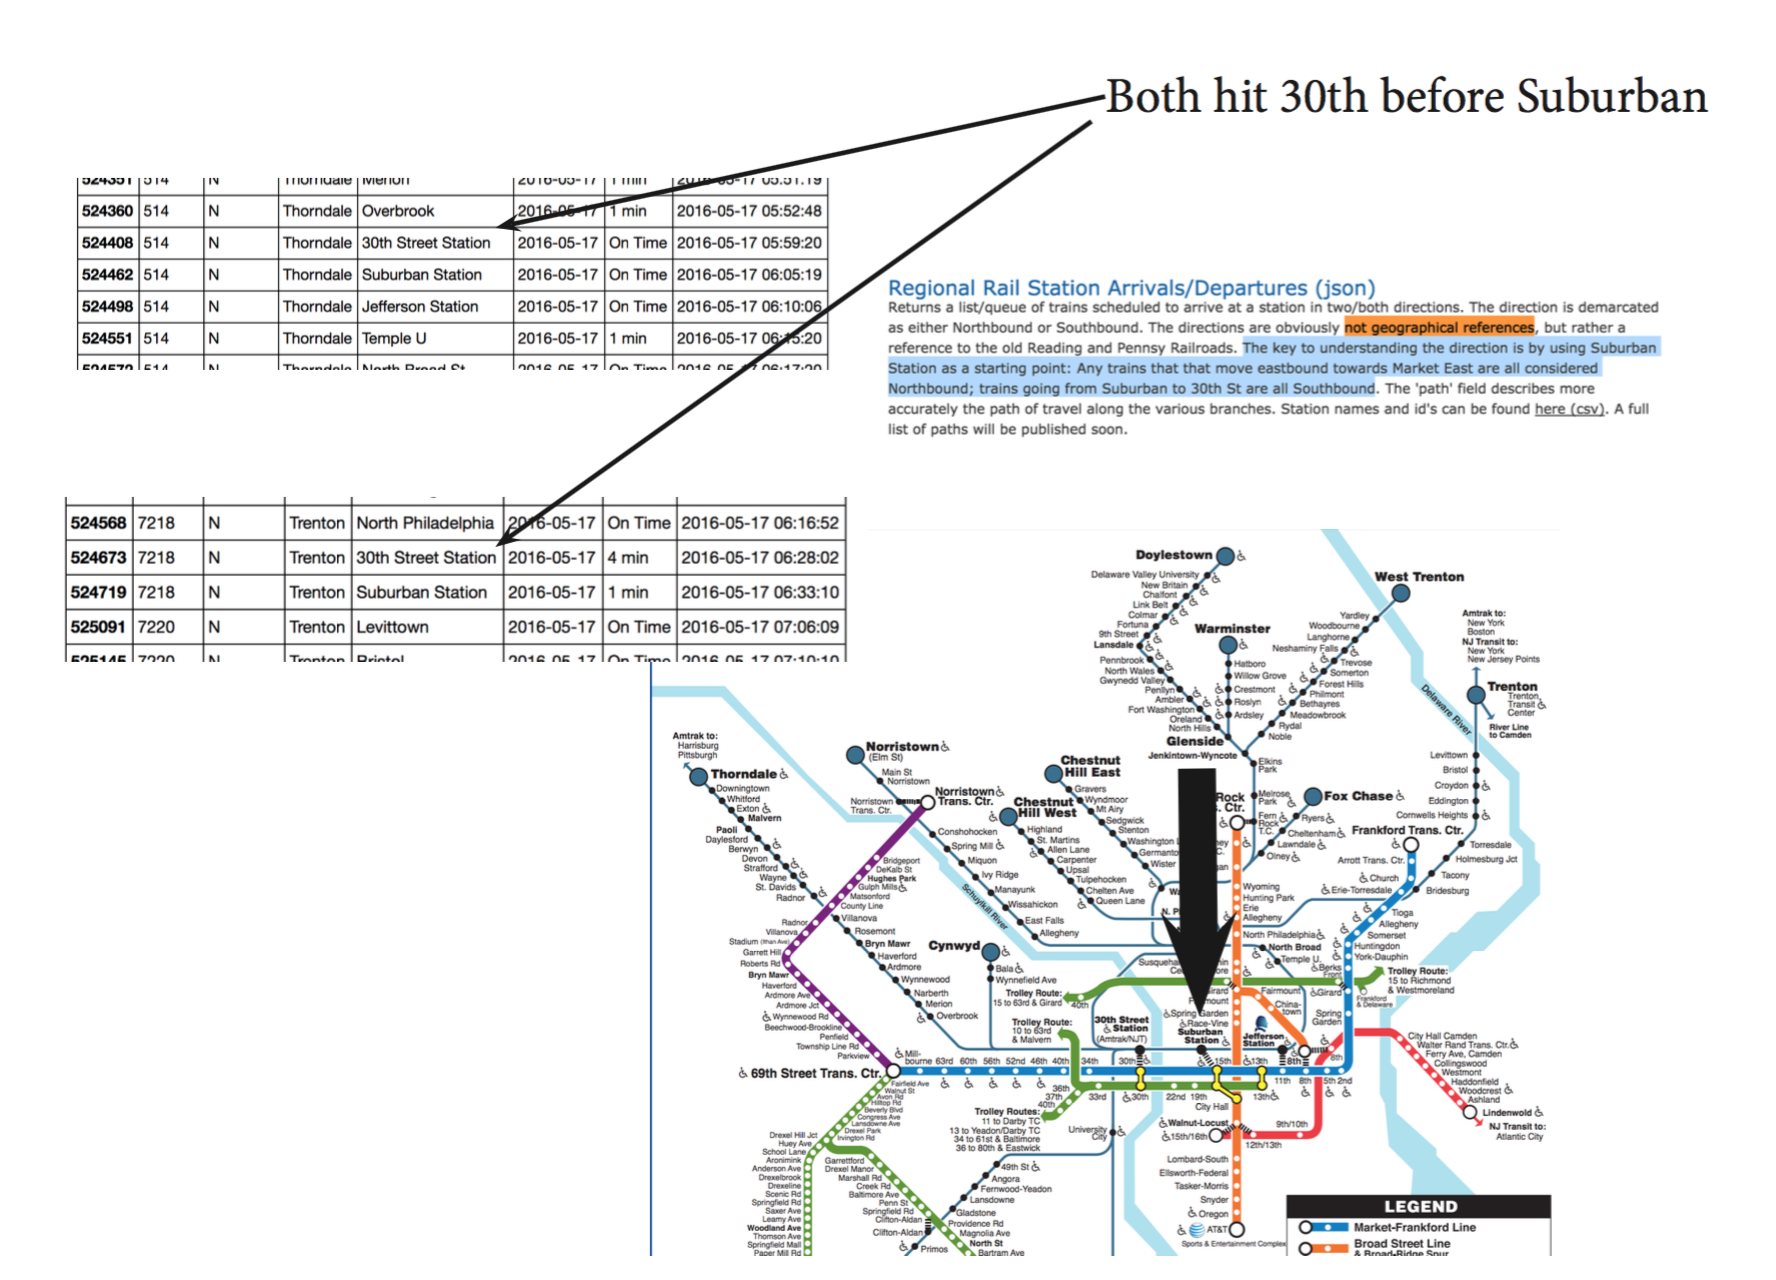 Both hit 30th before Suburban
524351 514 N Thorndale Merion 2016-05-17 1 min 2016-05-17 05:51:19
524360 514 N Thorndale Overbrook 2016-05-17 1 min 2016-05-17 05:52:48
524408 514 N Thorndale 30th Street Station 2016-05-17 On Time 2016-05-17 05:59:20
524462 514 N Thorndale Suburban Station 2016-05-17 On Time 2016-05-17 06:05:19
524498 514 N Thorndale Jefferson Station 2016-05-17 On Time 2016-05-17 06:10:06
524551 514 N Thorndale Temple U 2016-05-17 1 min 2016-05-17 06:15:20
524572 514 N Thorndale North Broad St 2016-05-17 On Time 2016-05-17 06:17:20
Regional Rail Station Arrivals/Departures (json)
Returns a list/queue of trains scheduled to arrive at a station in two/both directions. The direction is demarcated
as either Northbound or Southbound. The directions are obviously not geographical references, but rather a
reference to the old Reading and Pennsy Railroads. The key to understanding the direction is by using Suburban
Station as a starting point: Any trains that that move eastbound towards Market East are all considered
Northbound; trains going from Suburban to 30th St are all Southbound. The 'path' field describes more
accurately the path of travel along the various branches. Station names and id's can be found here (csv). A full
list of paths will be published soon.
524568 7218 N Trenton North Philadelphia 2016-05-17 On Time 2016-05-17 06:16:52
524673 7218 N Trenton 30th Street Station 2016-05-17 4 min 2016-05-17 06:28:02
524719 7218 N Trenton Suburban Station 2016-05-17 1 min 2016-05-17 06:33:10
525091 7220 N Trenton Levittown 2016-05-17 On Time 2016-05-17 07:06:09
525145 7220 N Trenton Bristol 2016-05-17 On Time 2016-05-17 07:10:10
Doylestown
Delaware Valley University
New Britain
Chalfont
Link Belt
Colmar
Fortuna
9th Street
Lansdale
Pennbrook
North Wales
Gwynedd Valley
Penllyn
Ambler
Fort Washington
Oreland
North Hills
Glenside
Jenkintown-Wyncote
Warminster
Hatboro
Willow Grove
Crestmont
Roslyn
Ardsley
West Trenton
Yardley
Woodbourne
Langhorne
Neshaminy Falls
Trevose
Somerton
Forest Hills
Philmont
Bethayres
Meadowbrook
Rydal
Noble
Elkins
Park
Melrose
Park
Fern
Rock
T.C.
Amtrak to:
New York
Boston
NJ Transit to:
New York
New Jersey Points
Trenton
Trenton
Transit
Center
River Line
to Camden
Delaware River
Levittown
Bristol
Croydon
Eddington
Cornwells Heights
Torresdale
Holmesburg Jct
Tacony
Bridesburg
Amtrak to:
Harrisburg
Pittsburgh
Thorndale
Downingtown
Whitford
Exton
Malvern
Paoli
Daylesford
Berwyn
Devon
Strafford
Wayne
St. Davids
Radnor
Villanova
Rosemont
Bryn Mawr
Haverford
Ardmore
Wynnewood
Narberth
Merion
Overbrook
Norristown
(Elm St)
Main St
Norristown
Norristown
Trans. Ctr.
Norristown
Trans. Ctr.
Conshohocken
Spring Mill
Miquon
Ivy Ridge
Manayunk
Wissahickon
East Falls
Allegheny
Schuylkill River
Bridgeport
DeKalb St
Hughes Park
Gulph Mills
Matsonford
County Line
Radnor
Villanova
Stadium (Ithan Ave)
Garrett Hill
Roberts Rd
Bryn Mawr
Haverford
Ardmore Ave
Ardmore Jct
Wynnewood Rd
Beechwood-Brookline
Penfield
Township Line Rd
Parkview
Chestnut
Hill East
Gravers
Wyndmoor
Mt Airy
Sedgwick
Stenton
Washington L
Germanto
Wister
Chestnut
Hill West
Highland
St. Martins
Allen Lane
Carpenter
Upsal
Tulpehocken
Chelten Ave
Queen Lane
Rock
. Ctr.
Fox Chase
Ryers
Cheltenham
Lawndale
Olney
Frankford Trans. Ctr.
Arrott Trans. Ctr.
Church
Erie-Torresdale
Tioga
Allegheny
Somerset
Huntingdon
York-Dauphin
Berks
Girard
Spring
Garden
Wyoming
Hunting Park
Erie
Allegheny
North Philadelphia
North Broad
Temple U.
Fairmount
China-
town
Spring Garden
Race-Vine
Cynwyd
Bala
Wynnefield Ave
Trolley Route:
15 to 63rd & Girard
40th
Trolley Route:
10 to 63rd
& Malvern
Trolley Route:
15 to Richmond
& Westmoreland
Frankford
& Delaware
30th Street
Station
(Amtrak/NJT)
Suburban
Station
Jefferson
Station
69th Street Trans. Ctr.
Mill-
bourne 63rd 60th 56th 52nd 46th 40th 34th 30th 15th 13th 8th
11th 8th 5th 2nd
36th
37th
40th
33rd 30th 22nd 19th 13th
City Hall
Trolley Routes:
11 to Darby TC
13 to Yeadon/Darby TC
34 to 61st & Baltimore
36 to 80th & Eastwick
University
City
Walnut-Locust
15th/16th
9th/10th
12th/13th
Lombard-South
Ellsworth-Federal
Tasker-Morris
Snyder
Oregon
AT&T
Sports & Entertainment Complex
City Hall Camden
Walter Rand Trans. Ctr.
Ferry Ave, Camden
Collingswood
Westmont
Haddonfield
Woodcrest
Ashland
Lindenwold
NJ Transit to:
Atlantic City
Fairfield Ave
Walnut St
Avon Rd
Hilltop Rd
Beverly Blvd
Congress Ave
Lansdowne Ave
Drexel Park
Irvington Rd
Drexel Hill Jct
Huey Ave
School Lane
Aronimink
Anderson Ave
Drexelbrook
Drexeline
Scenic Rd
Springfield Rd
Saxer Ave
Leamy Ave
Woodland Ave
Thomson Ave
Springfield Mall
Paper Mill Rd
Garrettford
Drexel Manor
Marshall Rd
Creek Rd
Baltimore Ave
Penn St
Springfield Rd
Clifton-Aldan
Clifton-Aldan
Primos
49th St
Angora
Fernwood-Yeadon
Lansdowne
Gladstone
Providence Rd
Magnolia Ave
North St
Bartram Ave
LEGEND
Market-Frankford Line
Broad Street Line
& Broad-Ridge Spur